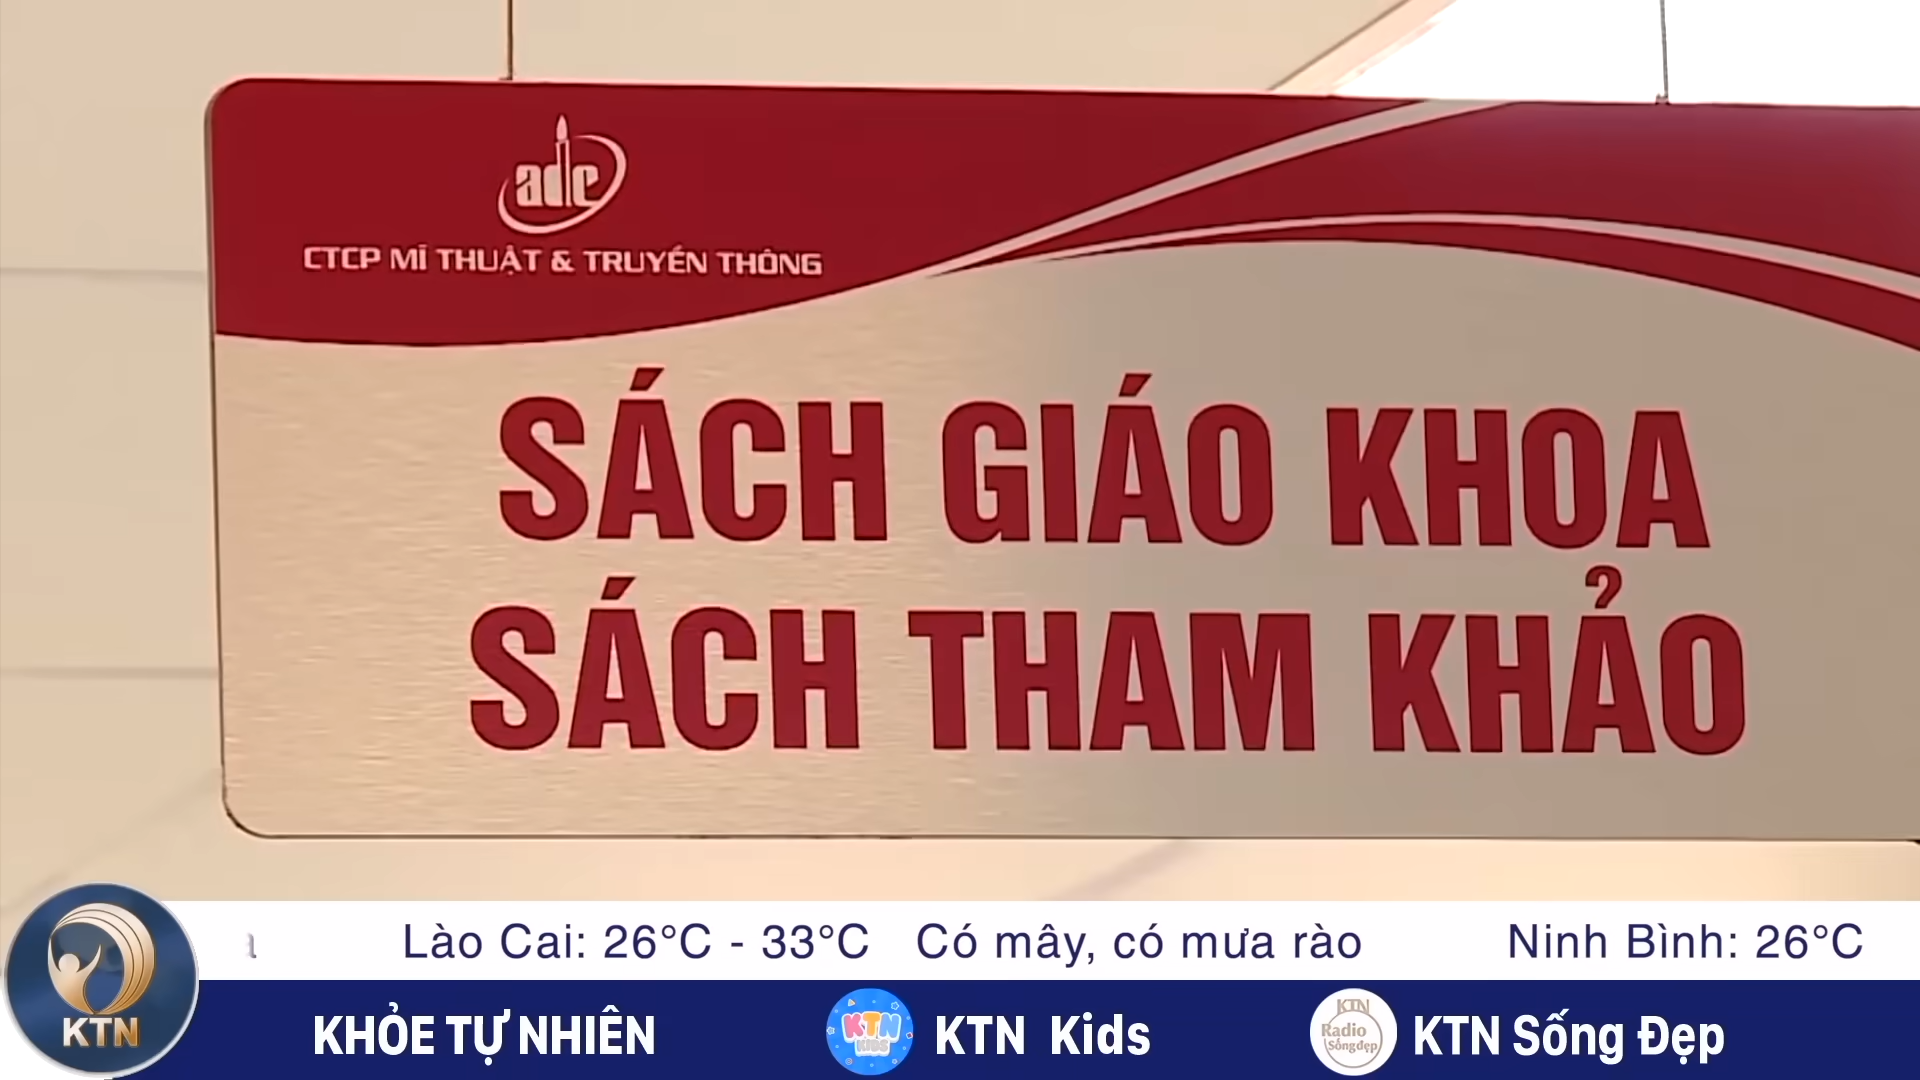 adc
CTCP MĨ THUẬT & TRUYỀN THÔNG
SÁCH GIÁO KHOA
SÁCH THAM KHẢO
Lào Cai: 26°C - 33°C Có mây, có mưa rào Ninh Bình: 26°C
KTN
KHỎE TỰ NHIÊN
KTN KIDS
KTN Kids
KTN
Radio
Sống đẹp
KTN Sống Đẹp